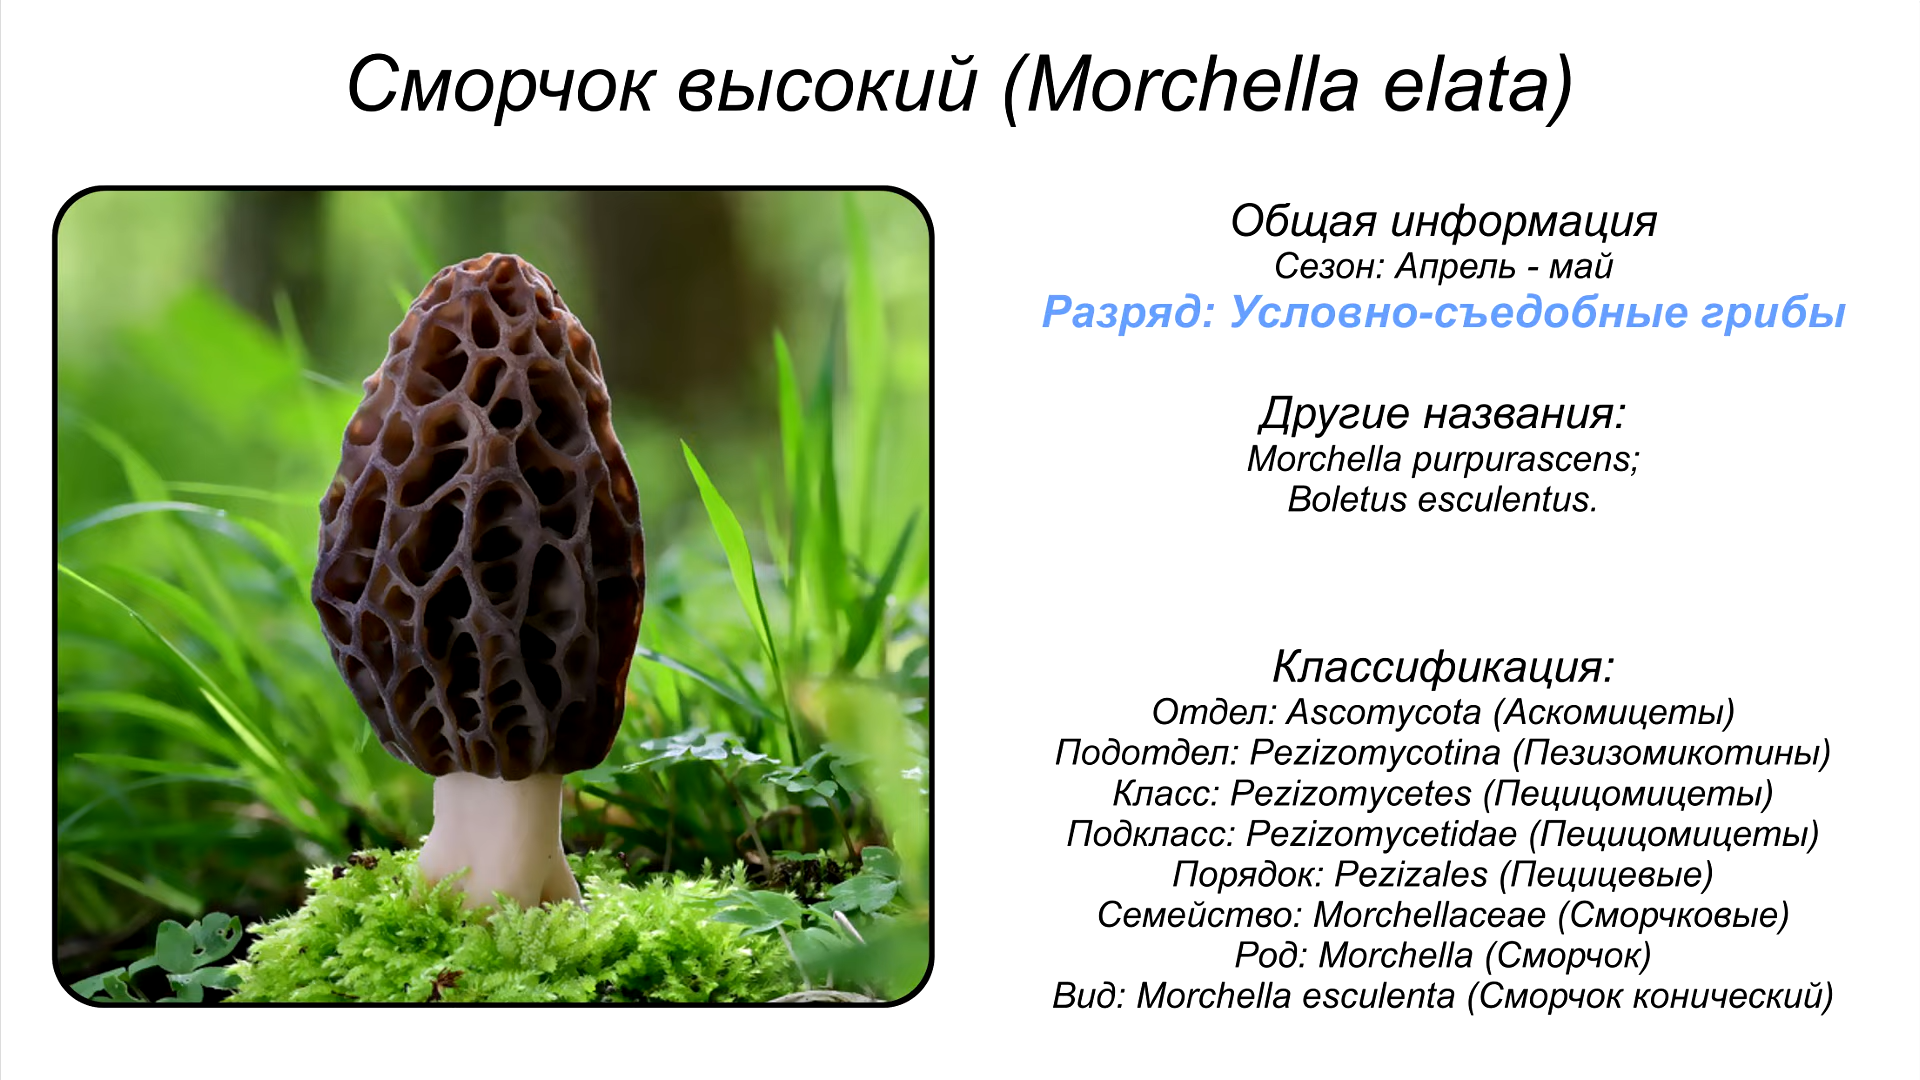 Сморчок высокий (Morchella elata)
Общая информация
Сезон: Апрель - май
Разряд: Условно-съедобные грибы
Другие названия:
Morchella purpurascens;
Boletus esculentus.
Классификация:
Отдел: Ascomycota (Аскомицеты)
Подотдел: Pezizomycotina (Пезизомикотины)
Класс: Pezizomycetes (Пецицомицеты)
Подкласс: Pezizomycetidae (Пецицомицеты)
Порядок: Pezizales (Пецицевые)
Семейство: Morchellaceae (Сморчковые)
Род: Morchella (Сморчок)
Вид: Morchella esculenta (Сморчок конический)